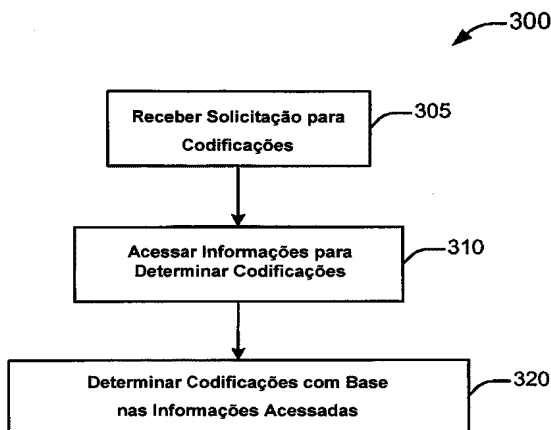 300
Receber Solicitação para
Codificações
305
Acessar Informações para
Determinar Codificações
310
Determinar Codificações com Base
nas Informações Acessadas
320